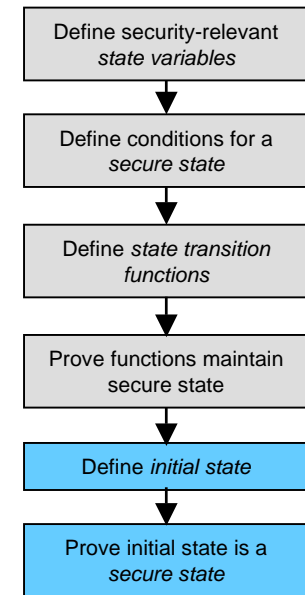 Define security-relevant
state variables
Define conditions for a
secure state
Define state transition
functions
Prove functions maintain
secure state
Define initial state
Prove initial state is a
secure state